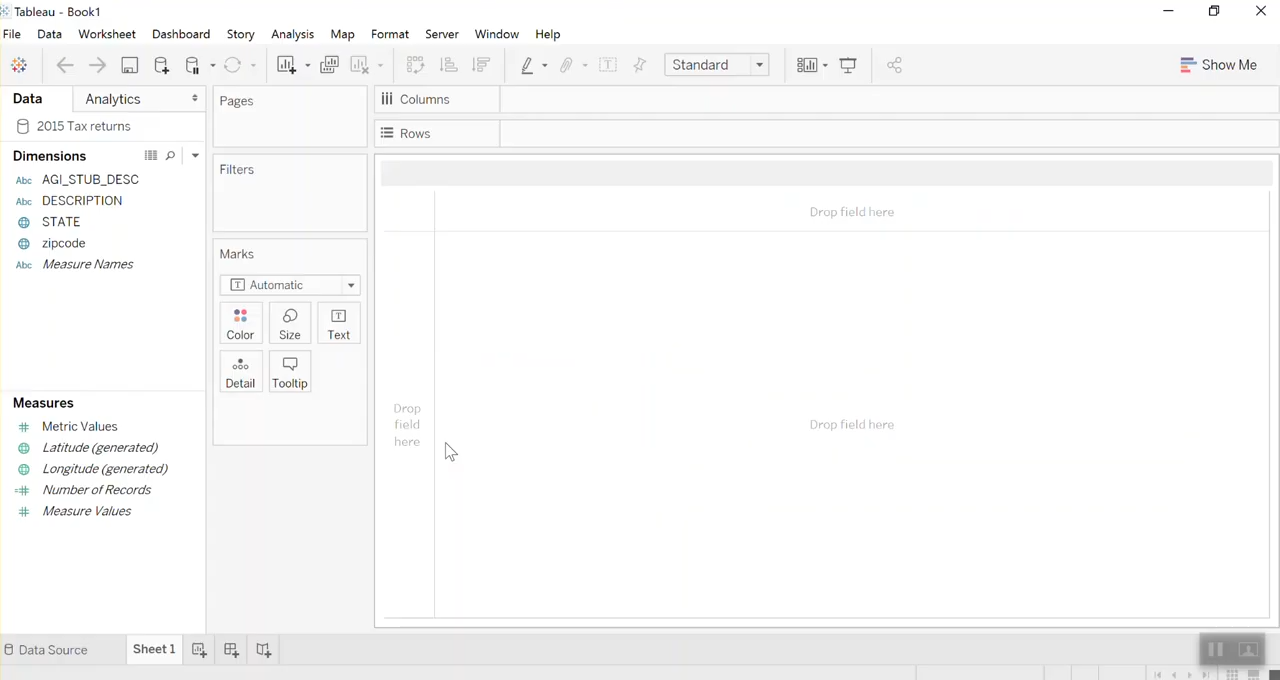 Tableau - Book1
File Data Worksheet Dashboard Story Analysis Map Format Server Window Help
Standard
Show Me
Data Analytics
2015 Tax returns
Dimensions
Abc AGI_STUB_DESC
Abc DESCRIPTION
STATE
zipcode
Abc Measure Names
Measures
# Metric Values
Latitude (generated)
Longitude (generated)
=# Number of Records
# Measure Values
Pages
Filters
Marks
T Automatic
Color Size Text
Detail Tooltip
Columns
Rows
Drop field here
Drop
field
here
Drop field here
Data Source Sheet 1